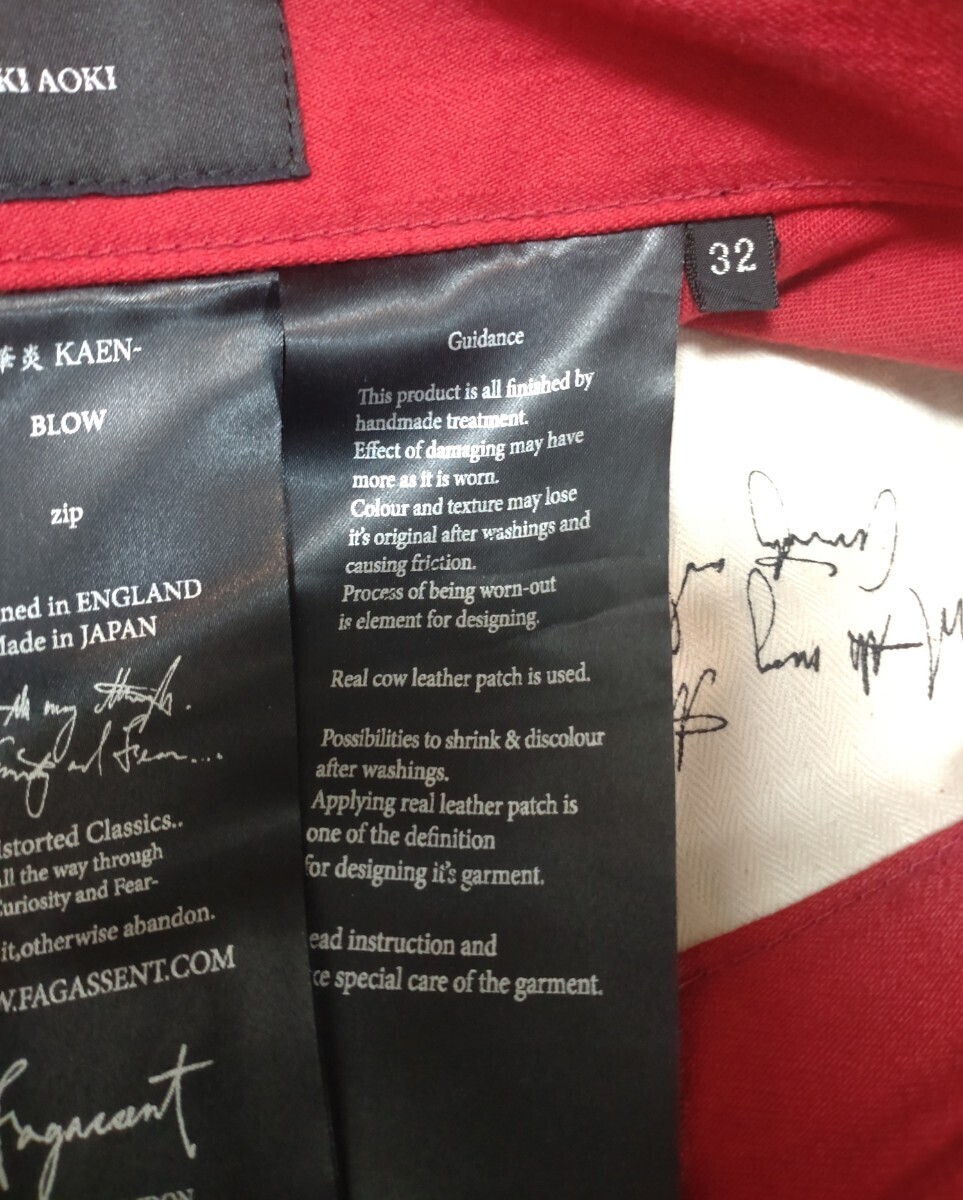 KI AOKI
32
華炎 KAEN-
BLOW
zip
ned in ENGLAND
Made in JAPAN
istorted Classics..
All the way through
Curiosity and Fear-
it,otherwise abandon.
W.FAGASSENT.COM
Fagassent
Guidance
This product is all finished by
handmade treatment.
Effect of damaging may have
more as it is worn.
Colour and texture may lose
it's original after washings and
causing friction.
Process of being worn-out
is element for designing.
Real cow leather patch is used.
Possibilities to shrink & discolour
after washings.
Applying real leather patch is
one of the definition
for designing it's garment.
ead instruction and
ke special care of the garment.